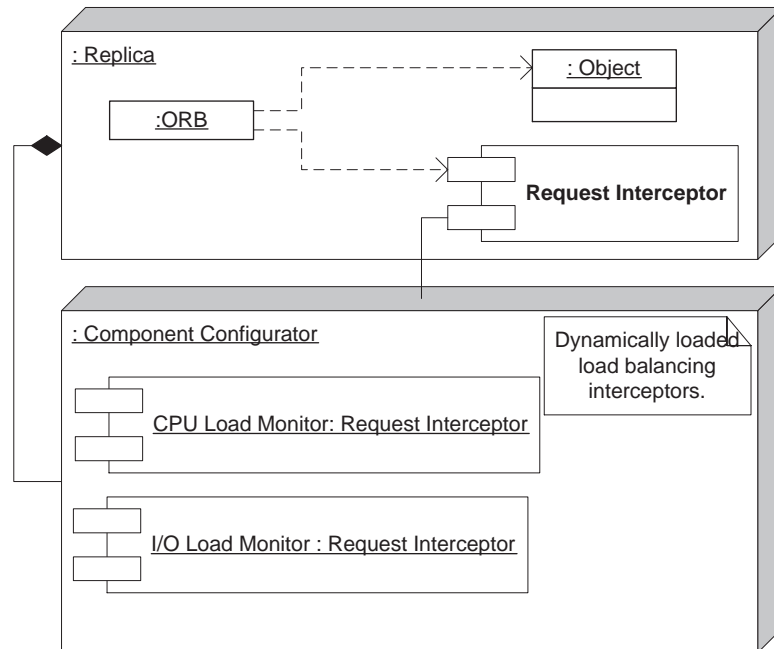 : Replica
: Object
:ORB
Request Interceptor
: Component Configurator
Dynamically loaded
load balancing
interceptors.
CPU Load Monitor: Request Interceptor
I/O Load Monitor : Request Interceptor